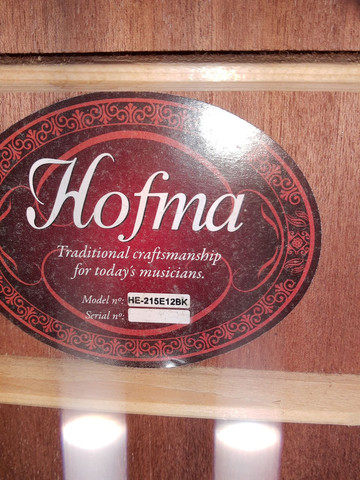 Hofma
Traditional craftsmanship
for today's musicians.
Model nº: HE-215E12BK
Serial nº: